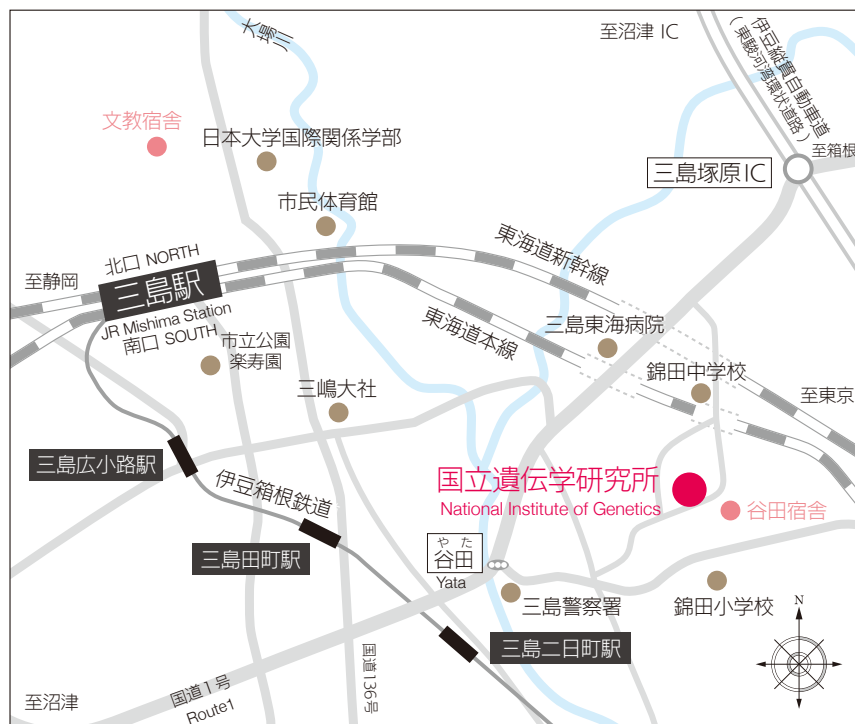 大場川
至沼津 IC
伊豆縦貫自動車道
(東駿河湾環状道路)
至箱根
文教宿舎
日本大学国際関係学部
三島塚原IC
市民体育館
北口 NORTH
至静岡
三島駅
JR Mishima Station
南口 SOUTH
東海道新幹線
東海道本線
三島東海病院
市立公園
楽寿園
錦田中学校
至東京
三嶋大社
三島広小路駅
伊豆箱根鉄道
国立遺伝学研究所
National Institute of Genetics
谷田宿舎
三島田町駅
やた
谷田
Yata
三島警察署
錦田小学校
N
三島二日町駅
国道136号
国道1号
Route1
至沼津